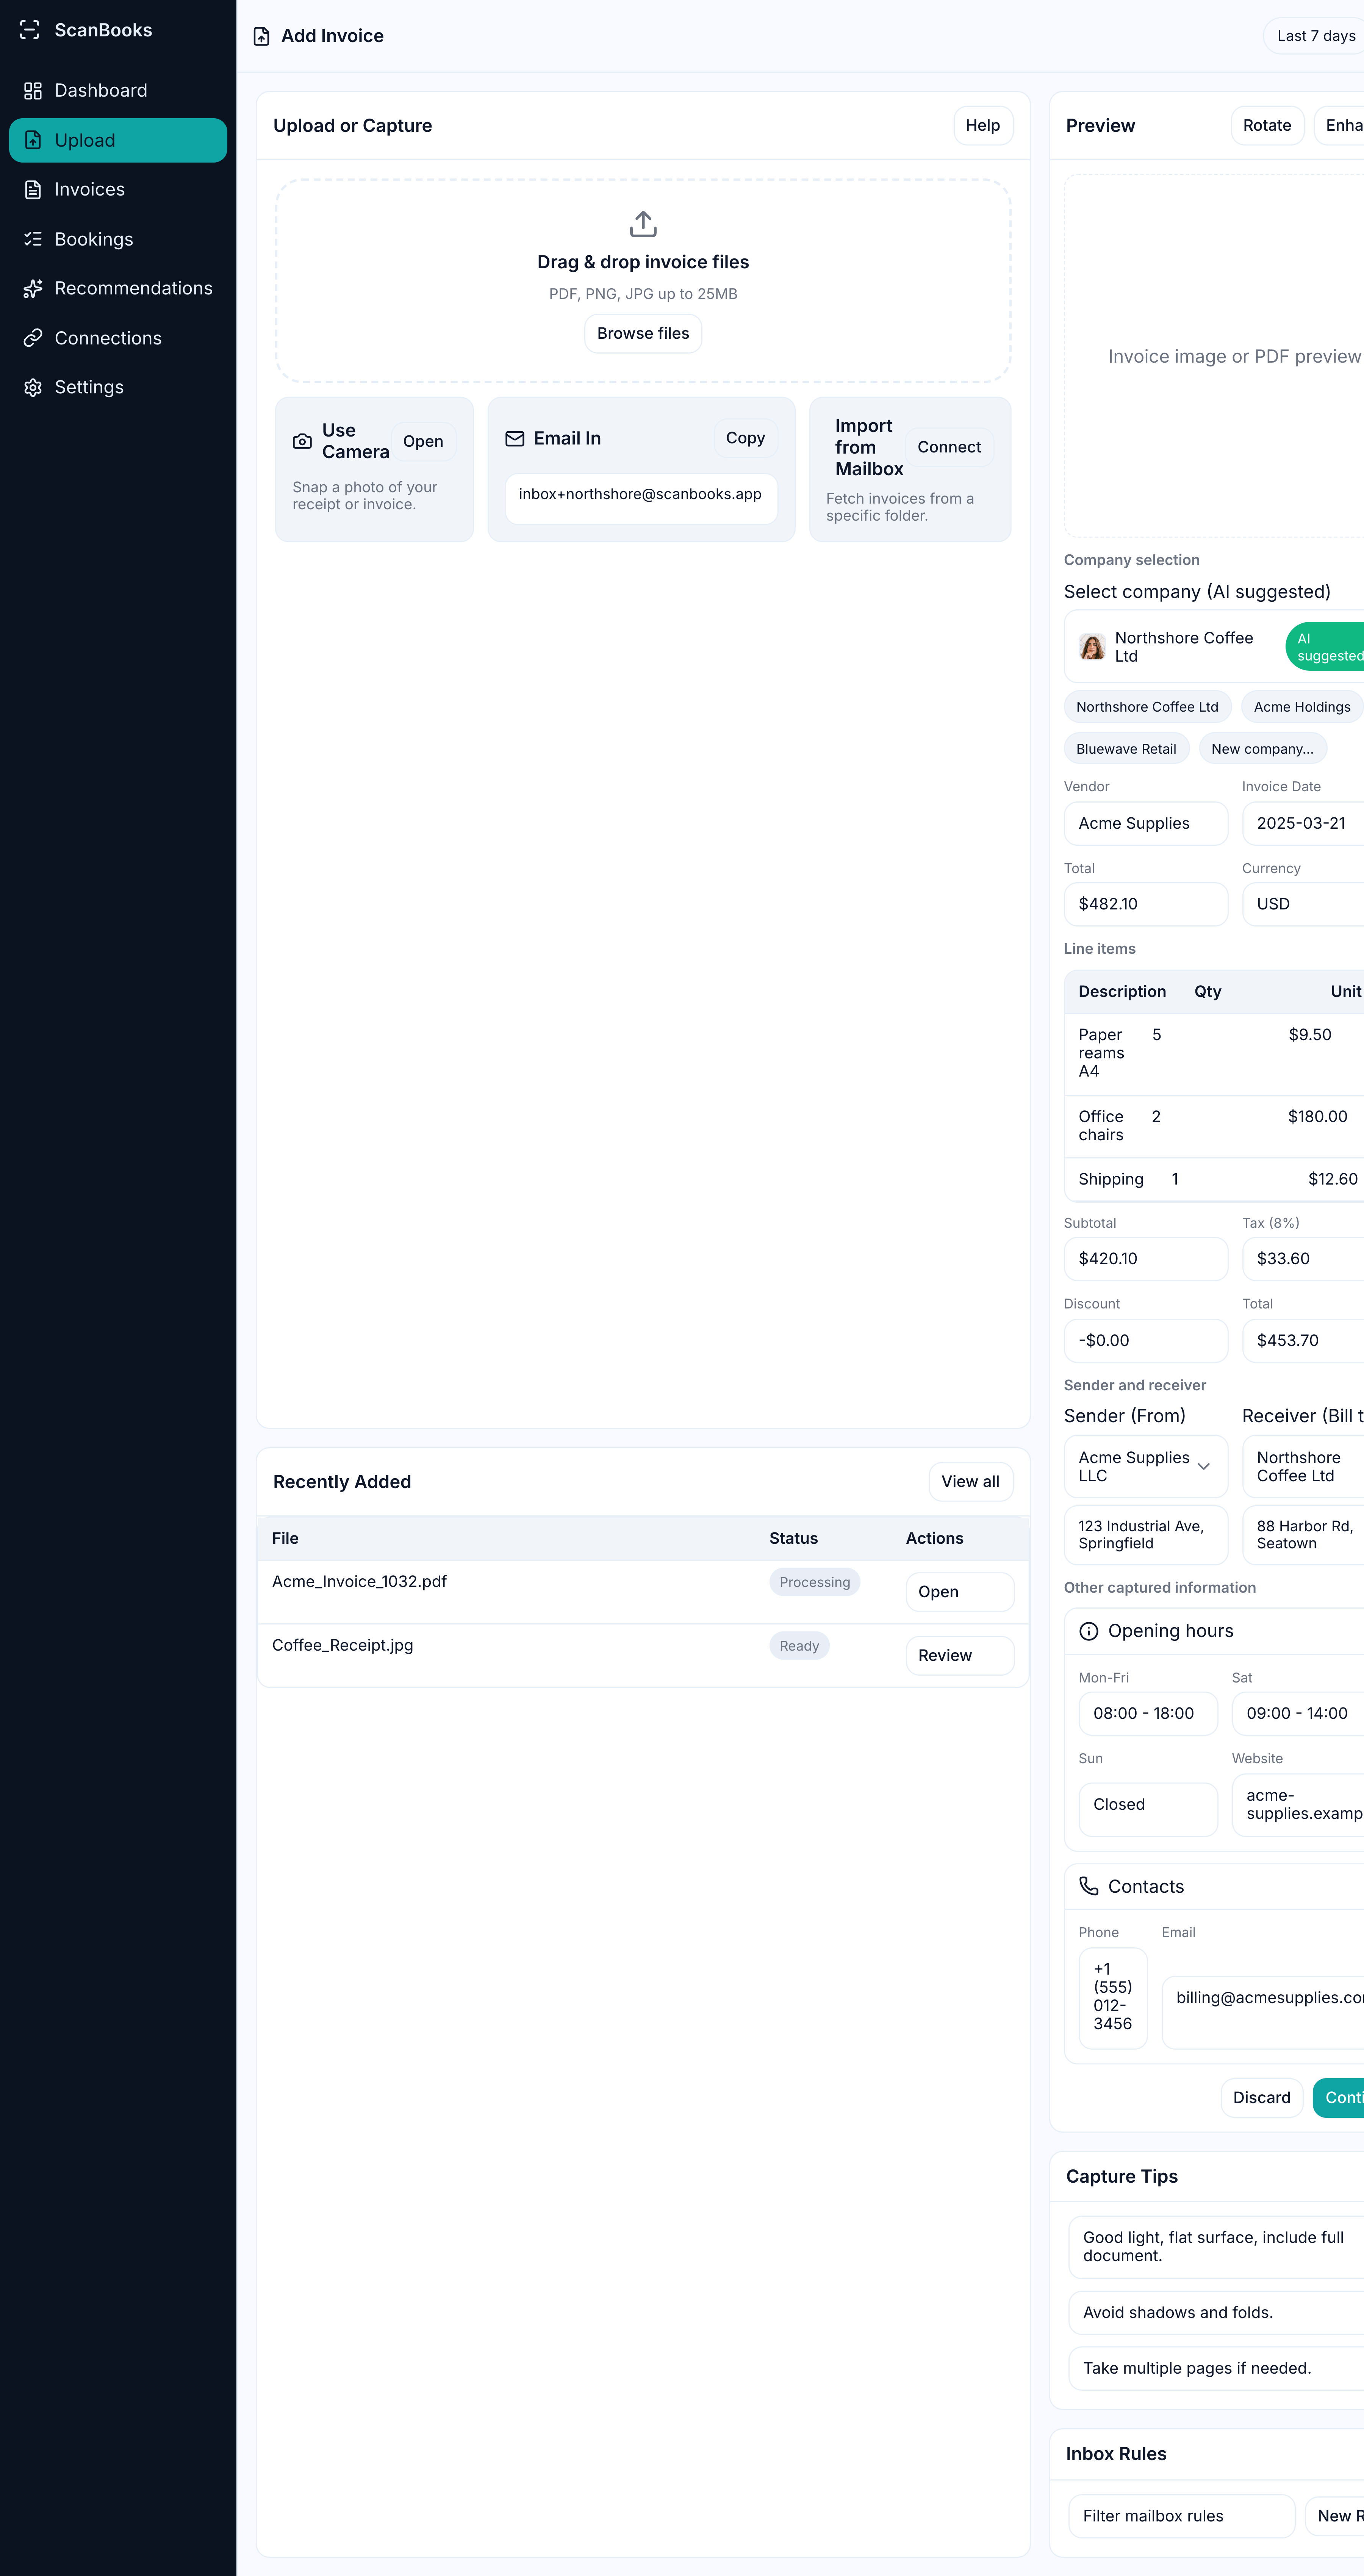 ScanBooks
Dashboard
Upload
Invoices
Bookings
Recommendations
Connections
Settings
Add Invoice
Last 7 days
Upload or Capture
Help
Drag & drop invoice files
PDF, PNG, JPG up to 25MB
Browse files
Use
Camera
Open
Snap a photo of your
receipt or invoice.
Email In
Copy
inbox+northshore@scanbooks.app
Import
from
Mailbox
Connect
Fetch invoices from a
specific folder.
Recently Added
View all
File Status Actions
Acme_Invoice_1032.pdf Processing Open
Coffee_Receipt.jpg Ready Review
Preview
Rotate
Enha
Invoice image or PDF preview
Company selection
Select company (AI suggested)
Northshore Coffee
Ltd
AI
suggested
Northshore Coffee Ltd
Acme Holdings
Bluewave Retail
New company...
Vendor Invoice Date
Acme Supplies 2025-03-21
Total Currency
$482.10 USD
Line items
Description Qty Unit
Paper
reams
A4
5 $9.50
Office
chairs
2 $180.00
Shipping 1 $12.60
Subtotal Tax (8%)
$420.10 $33.60
Discount Total
-$0.00 $453.70
Sender and receiver
Sender (From)
Receiver (Bill t
Acme Supplies
LLC
Northshore
Coffee Ltd
123 Industrial Ave,
Springfield
88 Harbor Rd,
Seatown
Other captured information
Opening hours
Mon-Fri Sat
08:00 - 18:00 09:00 - 14:00
Sun Website
Closed
acme-
supplies.examp
Contacts
Phone Email
+1
(555)
012-
3456
billing@acmesupplies.co
Discard
Conti
Capture Tips
Good light, flat surface, include full
document.
Avoid shadows and folds.
Take multiple pages if needed.
Inbox Rules
Filter mailbox rules
New R